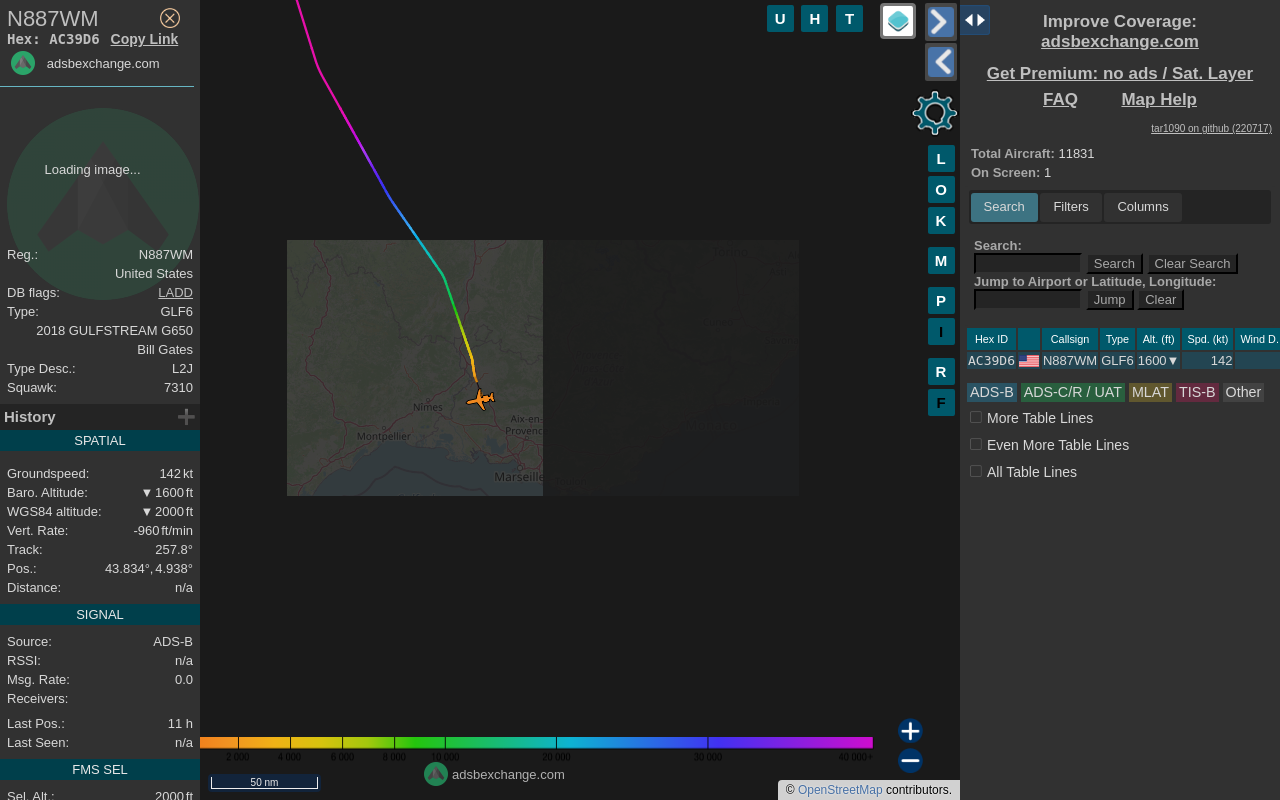 N887WM
Hex: AC39D6 Copy Link
adsbexchange.com
Loading image...
Reg.: N887WM
United States
DB flags: LADD
Type: GLF6
2018 GULFSTREAM G650
Bill Gates
Type Desc.: L2J
Squawk: 7310
History
SPATIAL
Groundspeed: 142 kt
Baro. Altitude: ▼ 1600 ft
WGS84 altitude: ▼ 2000 ft
Vert. Rate: -960 ft/min
Track: 257.8°
Pos.: 43.834°, 4.938°
Distance: n/a
SIGNAL
Source: ADS-B
RSSI: n/a
Msg. Rate: 0.0
Receivers:
Last Pos.: 11 h
Last Seen: n/a
FMS SEL
Sel. Alt.: 2000 ft
U H T
L
O
K
M
P
I
R
F
Nîmes
Montpellier
Aix-en-
Provenc
Marseille
2 000 4 000 6 000 8 000 10 000 20 000 30 000 40 000+
50 nm
adsbexchange.com
© OpenStreetMap contributors.
Improve Coverage:
adsbexchange.com
Get Premium: no ads / Sat. Layer
FAQ Map Help
tar1090 on github (220717)
Total Aircraft: 11831
On Screen: 1
Search Filters Columns
Search:
Search Clear Search
Jump to Airport or Latitude, Longitude:
Jump Clear
Hex ID Callsign Type Alt. (ft) Spd. (kt) Wind D.
AC39D6 N887WM GLF6 1600▼ 142
ADS-B ADS-C/R / UAT MLAT TIS-B Other
More Table Lines
Even More Table Lines
All Table Lines